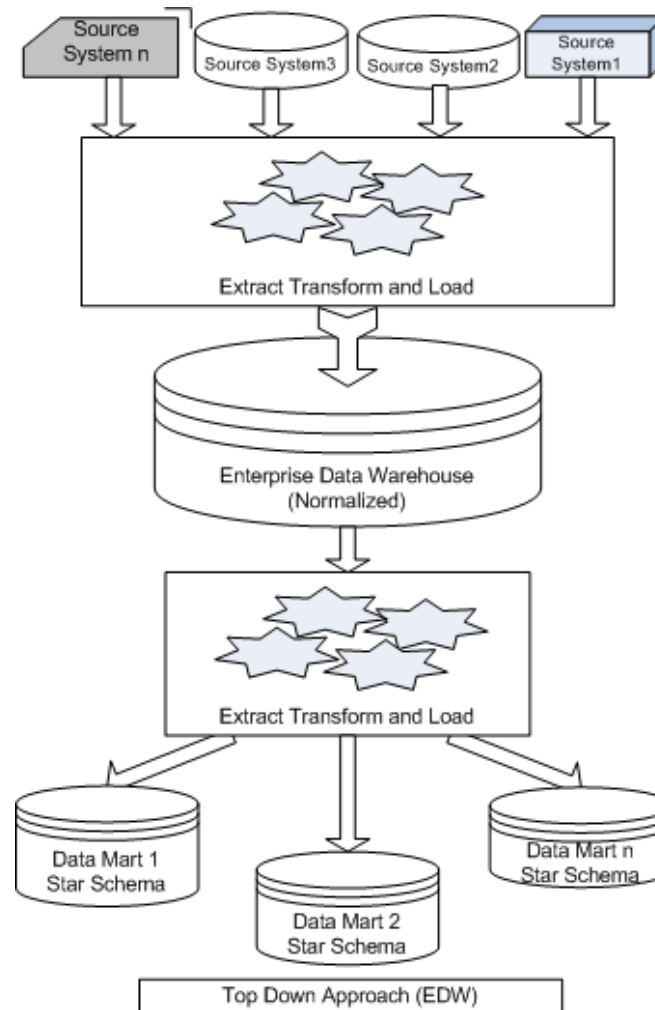 Source
System n
Source System3
Source System2
Source
System1
Extract Transform and Load
Enterprise Data Warehouse
(Normalized)
Extract Transform and Load
Data Mart 1
Star Schema
Data Mart 2
Star Schema
Data Mart n
Star Schema
Top Down Approach (EDW)